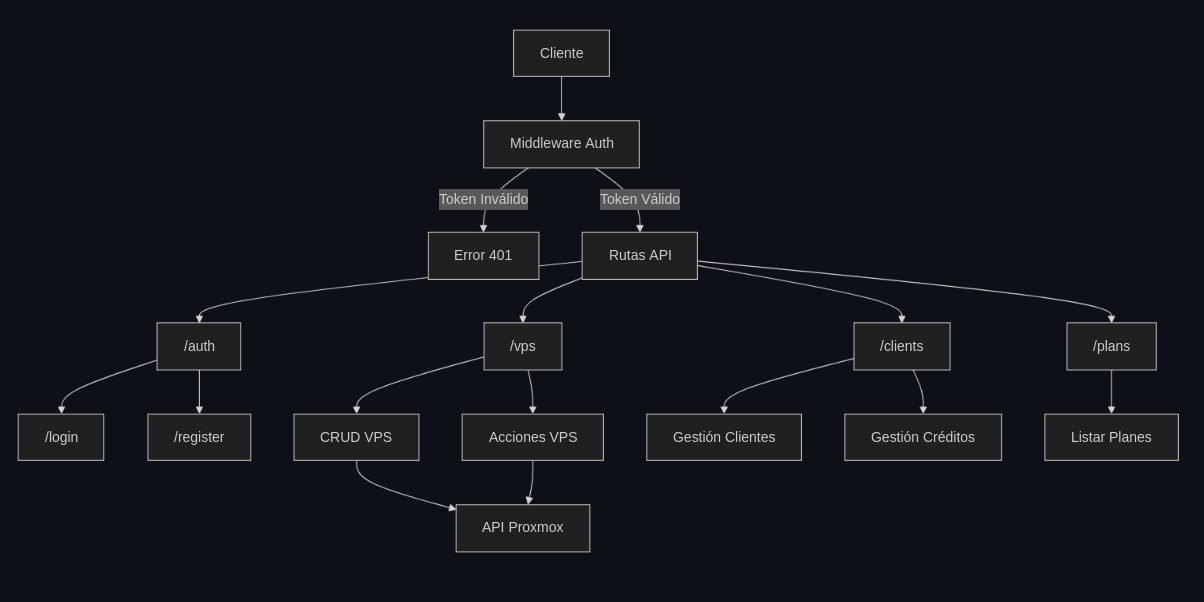 Cliente
Middleware Auth
Token Inválido
Token Válido
Error 401
Rutas API
/auth
/vps
/clients
/plans
/login
/register
CRUD VPS
Acciones VPS
Gestión Clientes
Gestión Créditos
Listar Planes
API Proxmox